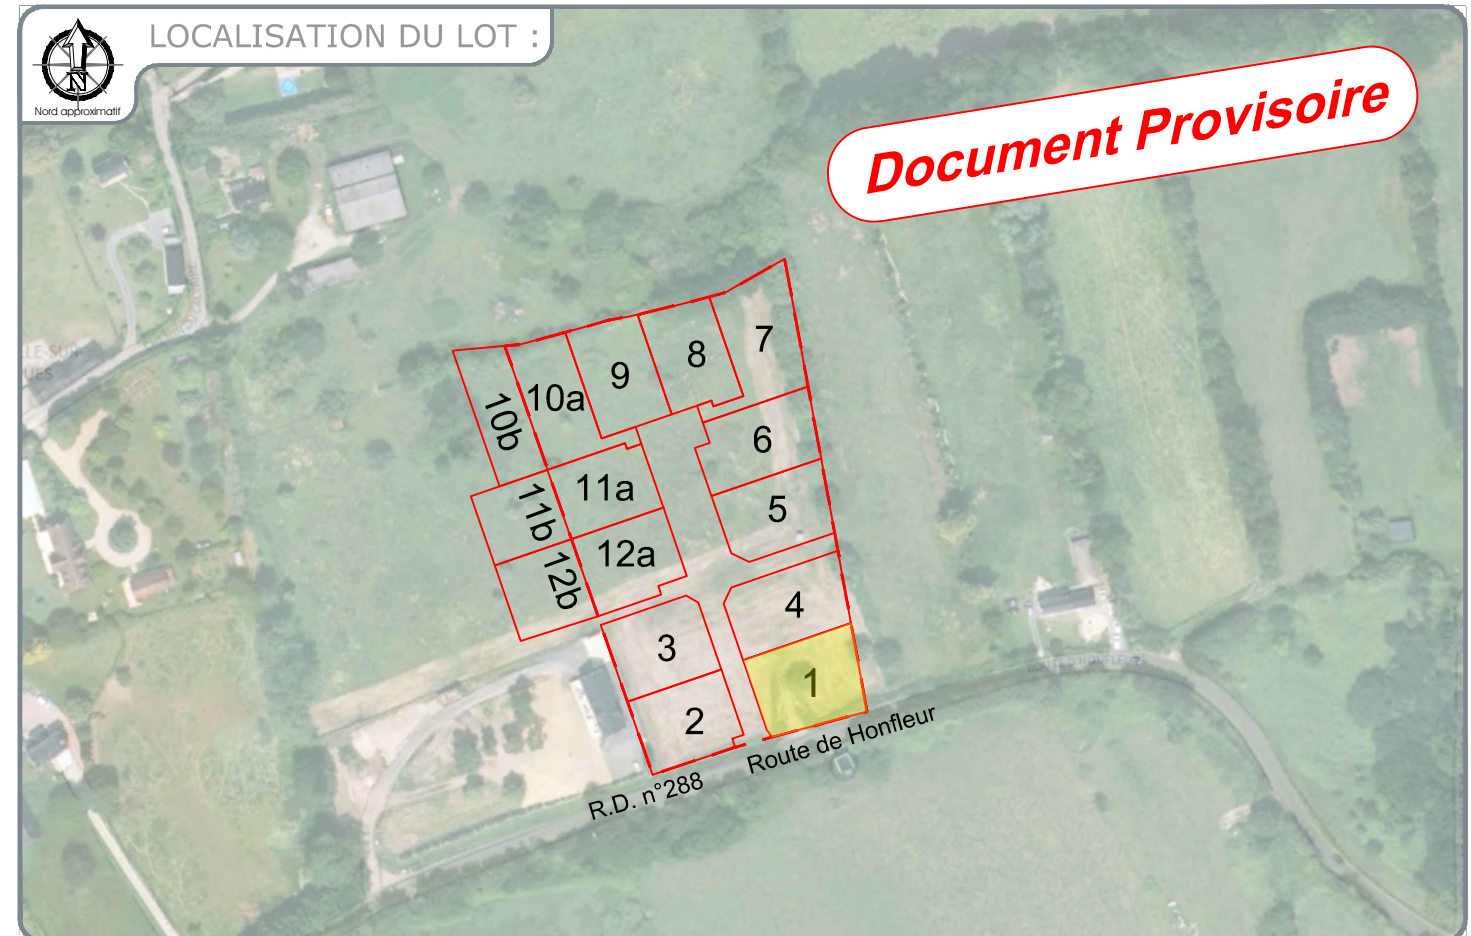 LOCALISATION DU LOT :
Nord approximatif
N
Document Provisoire
7
8
9
10a
10b
6
11a
11b
5
12a
12b
4
3
1
2
Route de Honfleur
R.D. n°288